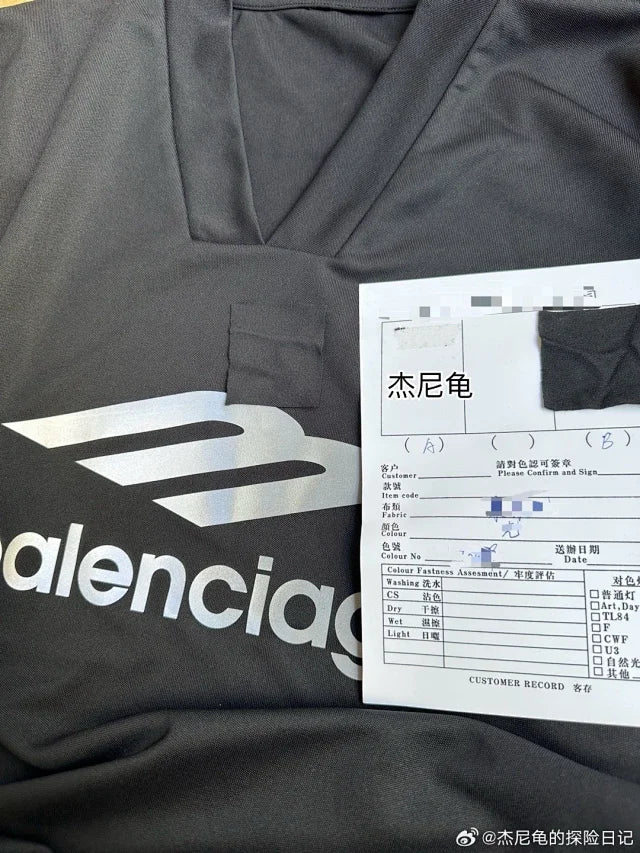 balenciag
杰尼龟
(A) ( ) (B)
客户
Customer
請對色認可簽章
Please Confirm and Sign
款號
Item code
布類
Fabric
顏色
Colour
色號
Colour No
送辦日期
Date
Colour Fastness Assesment/ 牢度評估
Washing 洗水
CS 沾色
Dry 干擦
Wet 濕擦
Light 日曬
对色
普通灯
Art,Day
TL84
F
CWF
U3
自然光
其他
CUSTOMER RECORD 客存
@杰尼龟的探险日记